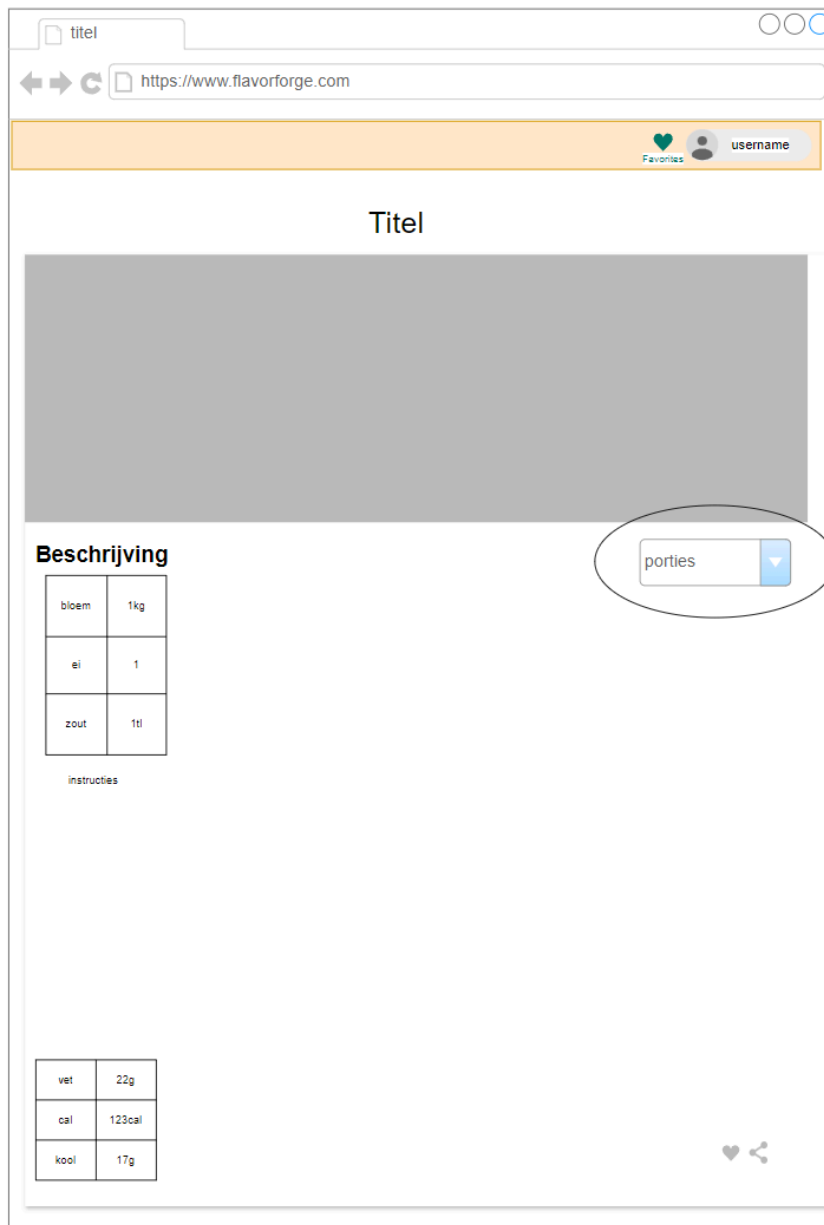 titel
https://www.flavorforge.com
Favorites
username
Titel
Beschrijving
porties
bloem 1kg
ei 1
zout 1tl
instructies
vet 22g
cal 123cal
kool 17g